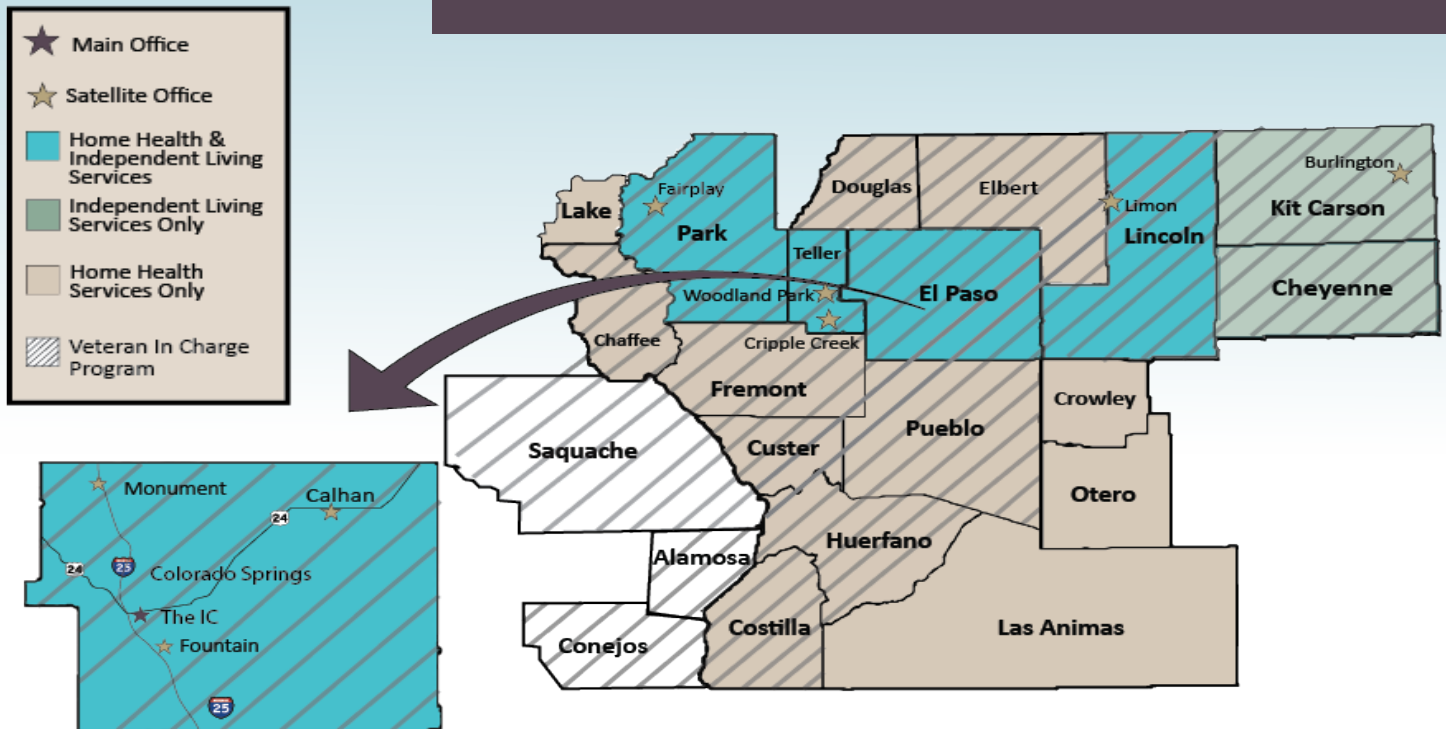 Main Office
Satellite Office
Home Health &
Independent Living
Services
Independent Living
Services Only
Home Health
Services Only
Veteran In Charge
Program
Burlington
Fairplay
Douglas
Elbert
Lake
Limon
Kit Carson
Park
Lincoln
Teller
Woodland Park
El Paso
Cheyenne
Chaffee
Cripple Creek
Fremont
Crowley
Pueblo
Saquache
Custer
Otero
Huerfano
Alamosa
Costilla
Las Animas
Conejos
Monument
Calhan
24
24
25
Colorado Springs
The IC
Fountain
25